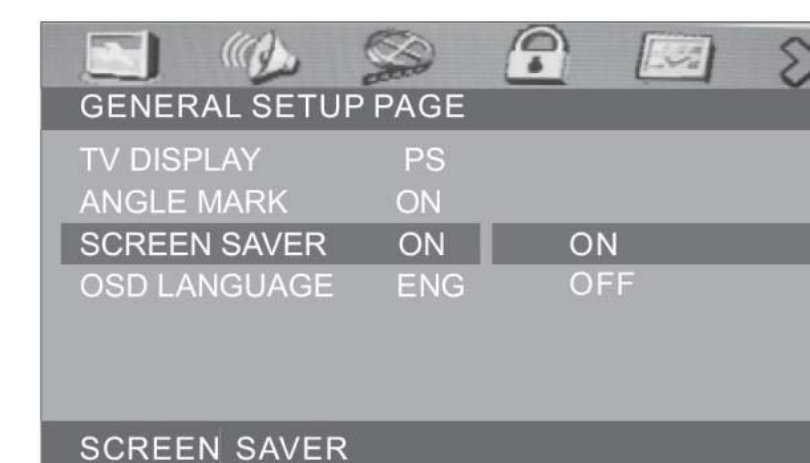 GENERAL SETUP PAGE
TV DISPLAY PS
ANGLE MARK ON
SCREEN SAVER ON ON
OSD LANGUAGE ENG OFF
SCREEN SAVER